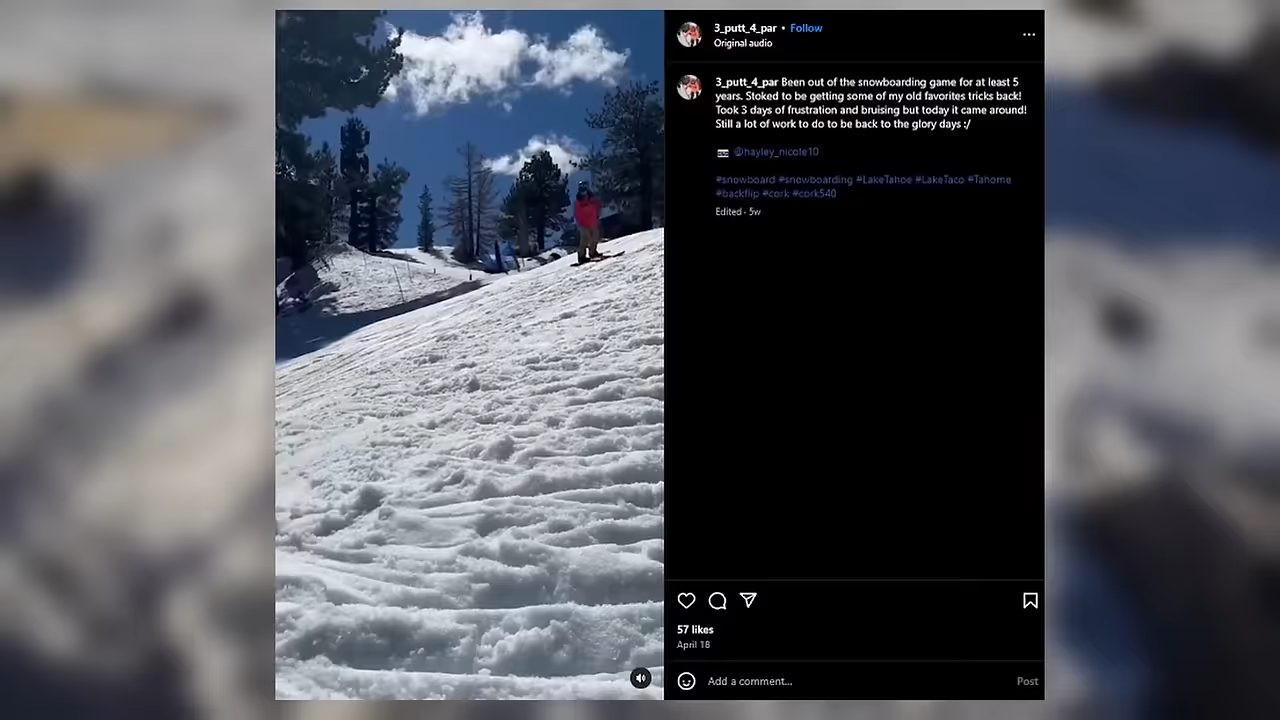 3_putt_4_par • Follow
Original audio
3_putt_4_par Been out of the snowboarding game for at least 5
years. Stoked to be getting some of my old favorites tricks back!
Took 3 days of frustration and bruising but today it came around!
Still a lot of work to do to be back to the glory days :/
@hayley_nicole10
#snowboard #snowboarding #LakeTahoe #LakeTaco #Tahome
#backflip #cork #cork540
Edited · 5w
57 likes
April 18
Add a comment...
Post